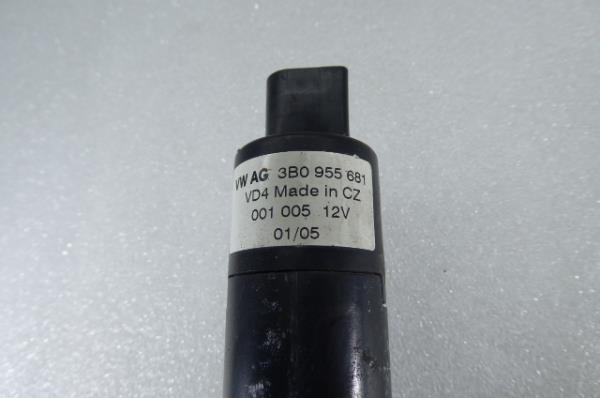 VW AG 3B0 955 681
VD4 Made in CZ
001 005 12V
01/05